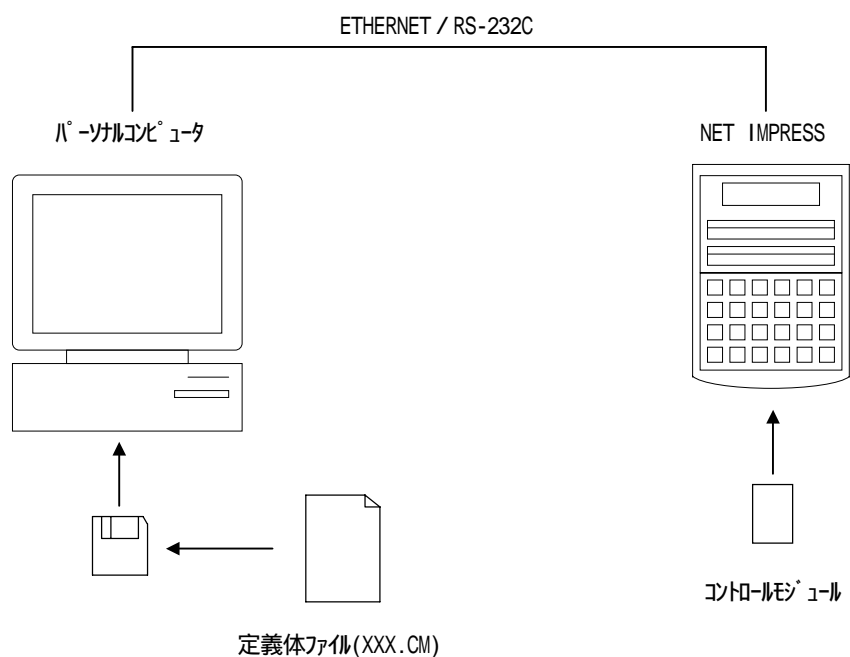 ETHERNET / RS-232C
ﾊﾟｰｿﾅﾙｺﾝﾋﾟｭｰﾀ
NET IMPRESS
ｺﾝﾄﾛｰﾙﾓｼﾞｭｰﾙ
定義体ﾌｧｲﾙ(XXX.CM)